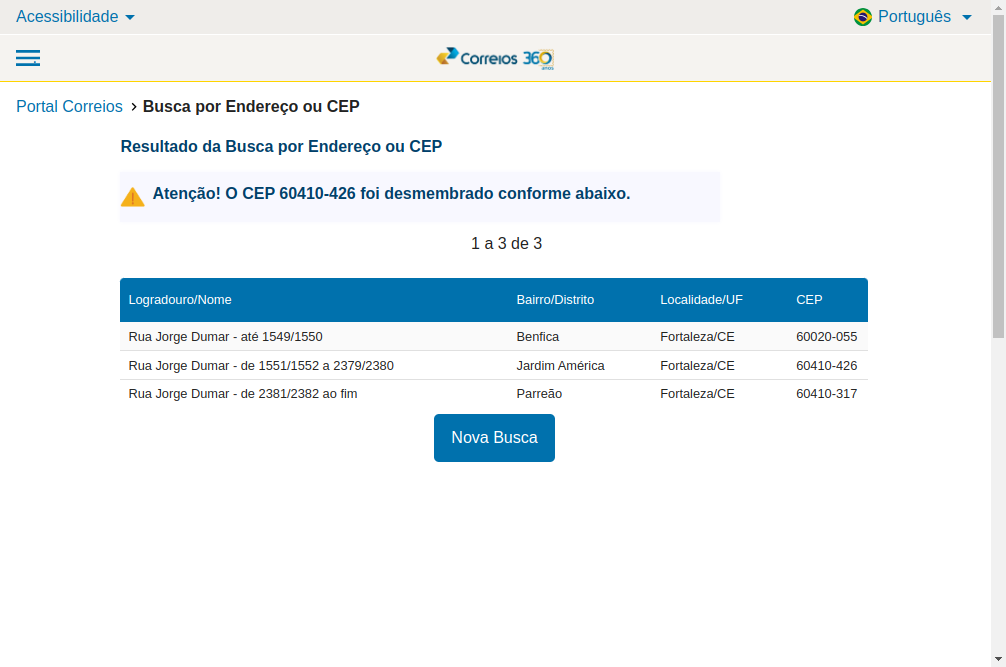 Acessibilidade
Português
Correios 360 anos
Portal Correios > Busca por Endereço ou CEP
Resultado da Busca por Endereço ou CEP
Atenção! O CEP 60410-426 foi desmembrado conforme abaixo.
1 a 3 de 3
Logradouro/Nome Bairro/Distrito Localidade/UF CEP
Rua Jorge Dumar - até 1549/1550 Benfica Fortaleza/CE 60020-055
Rua Jorge Dumar - de 1551/1552 a 2379/2380 Jardim América Fortaleza/CE 60410-426
Rua Jorge Dumar - de 2381/2382 ao fim Parreão Fortaleza/CE 60410-317
Nova Busca